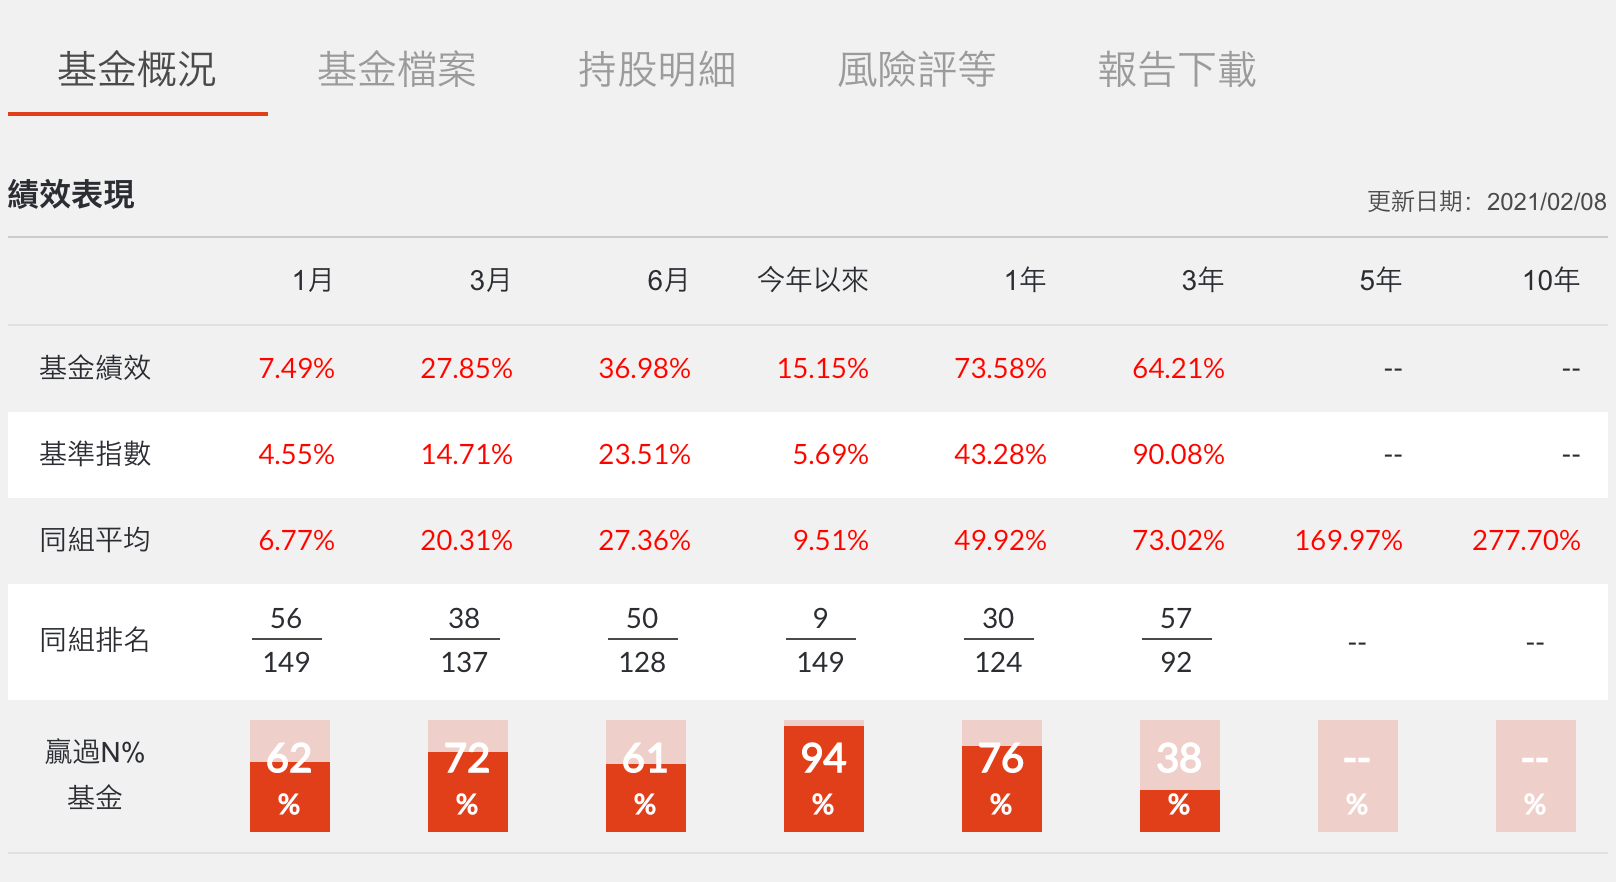 基金概況 基金檔案 持股明細 風險評等 報告下載
績效表現 更新日期：2021/02/08
1月 3月 6月 今年以來 1年 3年 5年 10年
基金績效 7.49% 27.85% 36.98% 15.15% 73.58% 64.21% -- --
基準指數 4.55% 14.71% 23.51% 5.69% 43.28% 90.08% -- --
同組平均 6.77% 20.31% 27.36% 9.51% 49.92% 73.02% 169.97% 277.70%
56 38 50 9 30 57
同組排名 -- --
149 137 128 149 124 92
贏過N% 62 72 61 94 76 38 -- --
基金 % % % % % % % %